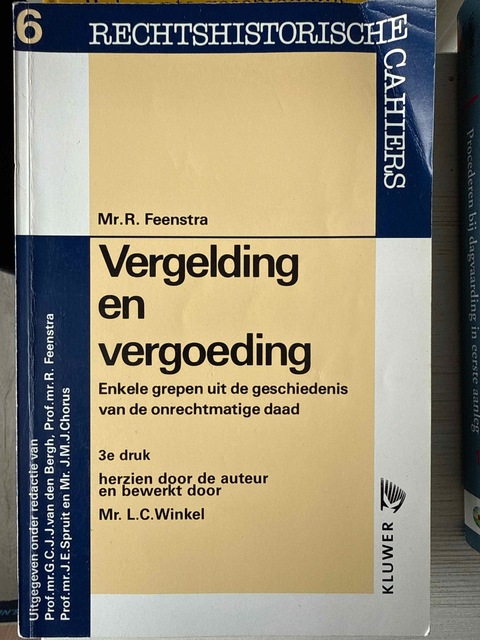 6
RECHTSHISTORISCHE
CAHIERS
Mr. R. Feenstra
Vergelding
en
vergoeding
Enkele grepen uit de geschiedenis
van de onrechtmatige daad
3e druk
herzien door de auteur
en bewerkt door
Mr. L.C. Winkel
Uitgegeven onder redactie van
Prof.mr.G.C.J.J.van den Bergh, Prof.mr.R. Feenstra
Prof.mr.J.E.Spruit en Mr. J.M.J.Chorus
KLUWER
Procederen bij dagvaarding in eerste aanleg